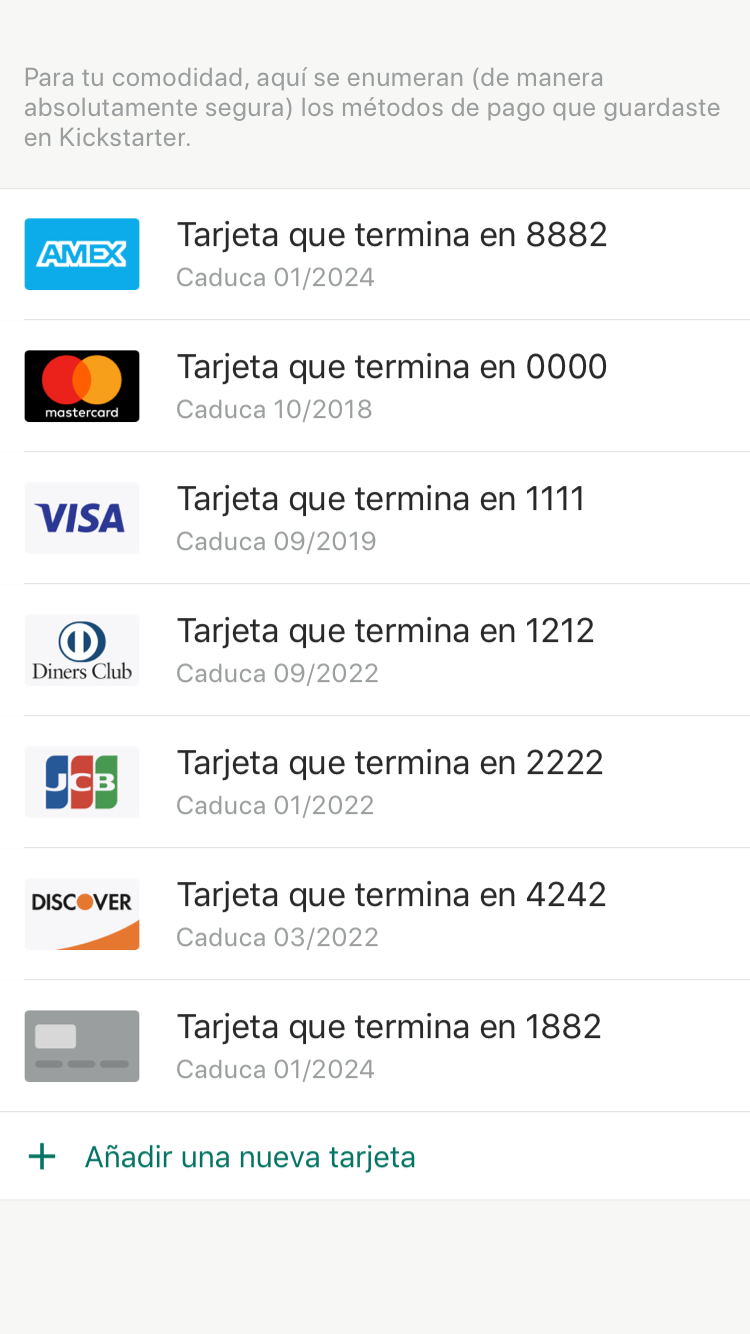 Para tu comodidad, aquí se enumeran (de manera
absolutamente segura) los métodos de pago que guardaste
en Kickstarter.
AMEX
Tarjeta que termina en 8882
Caduca 01/2024
mastercard
Tarjeta que termina en 0000
Caduca 10/2018
VISA
Tarjeta que termina en 1111
Caduca 09/2019
Diners Club
Tarjeta que termina en 1212
Caduca 09/2022
JCB
Tarjeta que termina en 2222
Caduca 01/2022
DISCOVER
Tarjeta que termina en 4242
Caduca 03/2022
Tarjeta que termina en 1882
Caduca 01/2024
+ Añadir una nueva tarjeta